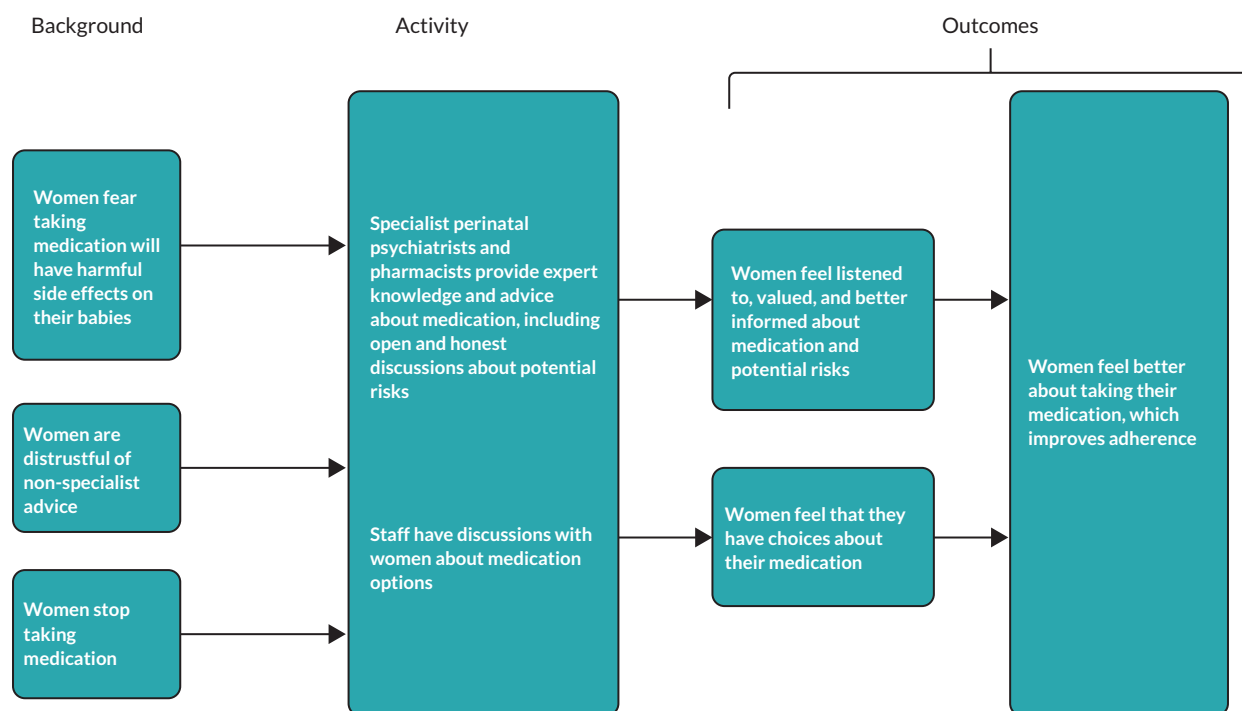 Background
Activity
Outcomes
Women fear
taking
medication will
have harmful
side effects on
their babies
Women are
distrustful of
non-specialist
advice
Women stop
taking
medication
Specialist perinatal
psychiatrists and
pharmacists provide expert
knowledge and advice
about medication, including
open and honest
discussions about potential
risks
Staff have discussions with
women about medication
options
Women feel listened
to, valued, and better
informed about
medication and
potential risks
Women feel that they
have choices about
their medication
Women feel better
about taking their
medication, which
improves adherence